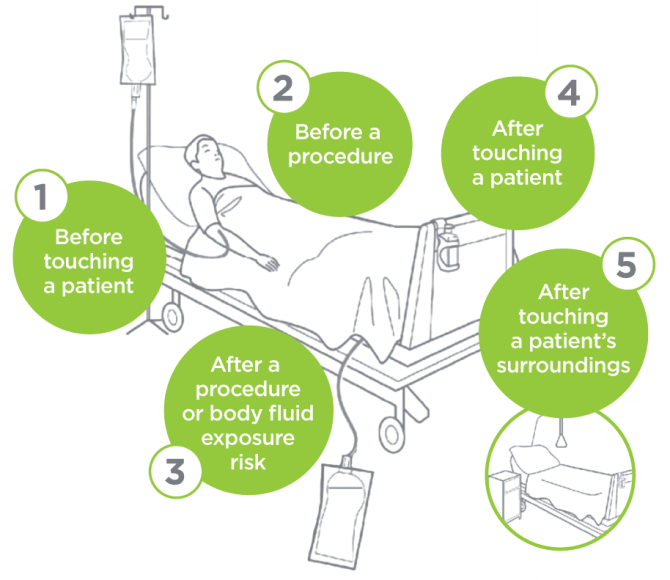 1
Before
touching
a patient
2
Before a
procedure
3
After a
procedure
or body fluid
exposure
risk
4
After
touching
a patient
5
After
touching
a patient's
surroundings